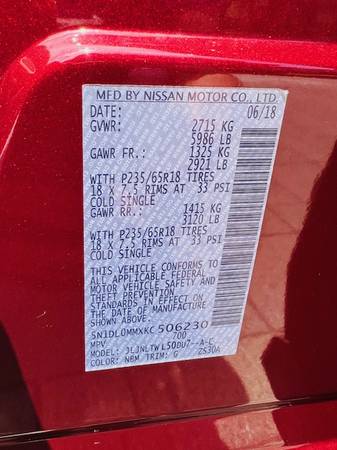 MFD BY NISSAN MOTOR CO., LTD.
DATE: 06/18
GVWR: 2715 KG
5986 LB
GAWR FR.: 1325 KG
2921 LB
WITH P235/65R18 TIRES
18 X 7.5 RIMS AT 33 PSI
COLD SINGLE
GAWR RR.: 1415 KG
3120 LB
WITH P235/65R18 TIRES
18 X 7.5 RIMS AT 33 PSI
COLD SINGLE
THIS VEHICLE CONFORMS TO
ALL APPLICABLE FEDERAL
MOTOR VEHICLE SAFETY AND
THEFT PREVENTION
STANDARDS IN EFFECT ON
THE DATE OF MANUFACTURE
SHOWN ABOVE.
5N1DL0MMXKC506230
MPV 700
MODEL: JLJNLTWL50DU7--A-E
COLOR: NBM TRIM: G ZS30A